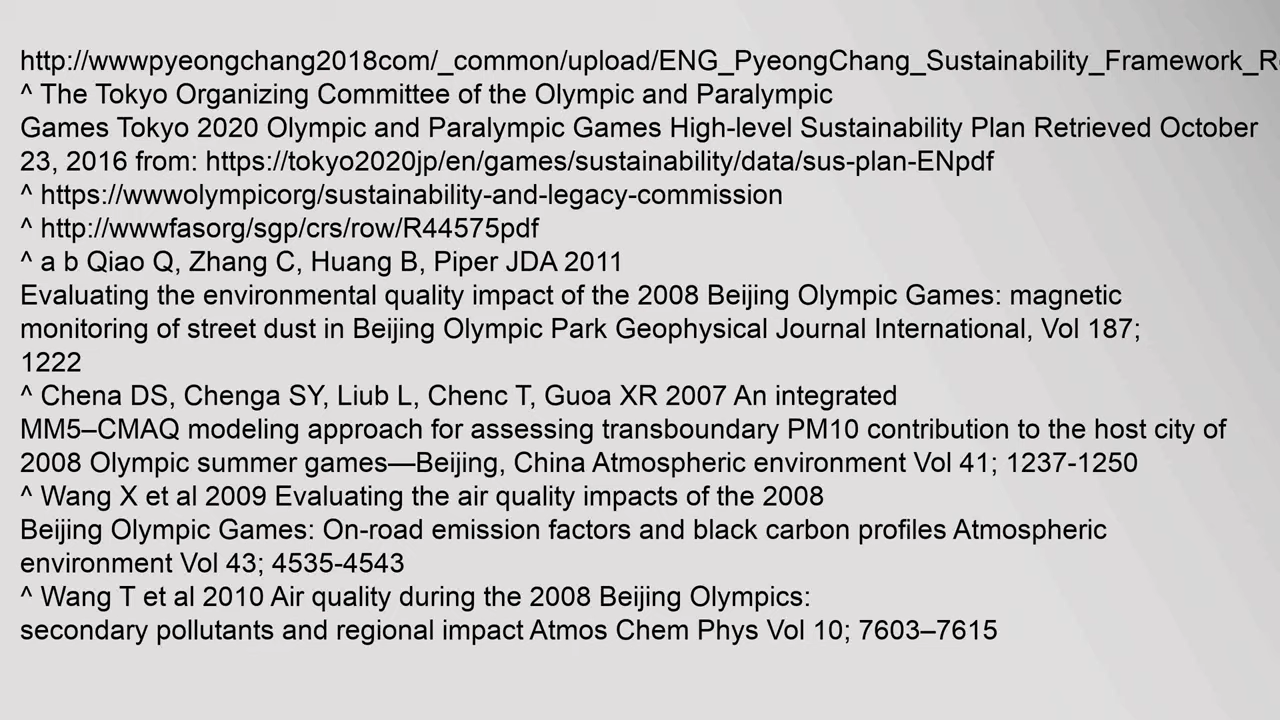 http://wwwpyeongchang2018com/_common/upload/ENG_PyeongChang_Sustainability_Framework_R
^ The Tokyo Organizing Committee of the Olympic and Paralympic
Games Tokyo 2020 Olympic and Paralympic Games High-level Sustainability Plan Retrieved October
23, 2016 from: https://tokyo2020jp/en/games/sustainability/data/sus-plan-ENpdf
^ https://wwwolympicorg/sustainability-and-legacy-commission
^ http://wwwfasorg/sgp/crs/row/R44575pdf
^ a b Qiao Q, Zhang C, Huang B, Piper JDA 2011
Evaluating the environmental quality impact of the 2008 Beijing Olympic Games: magnetic
monitoring of street dust in Beijing Olympic Park Geophysical Journal International, Vol 187;
1222
^ Chena DS, Chenga SY, Liub L, Chenc T, Guoa XR 2007 An integrated
MM5–CMAQ modeling approach for assessing transboundary PM10 contribution to the host city of
2008 Olympic summer games—Beijing, China Atmospheric environment Vol 41; 1237-1250
^ Wang X et al 2009 Evaluating the air quality impacts of the 2008
Beijing Olympic Games: On-road emission factors and black carbon profiles Atmospheric
environment Vol 43; 4535-4543
^ Wang T et al 2010 Air quality during the 2008 Beijing Olympics:
secondary pollutants and regional impact Atmos Chem Phys Vol 10; 7603–7615